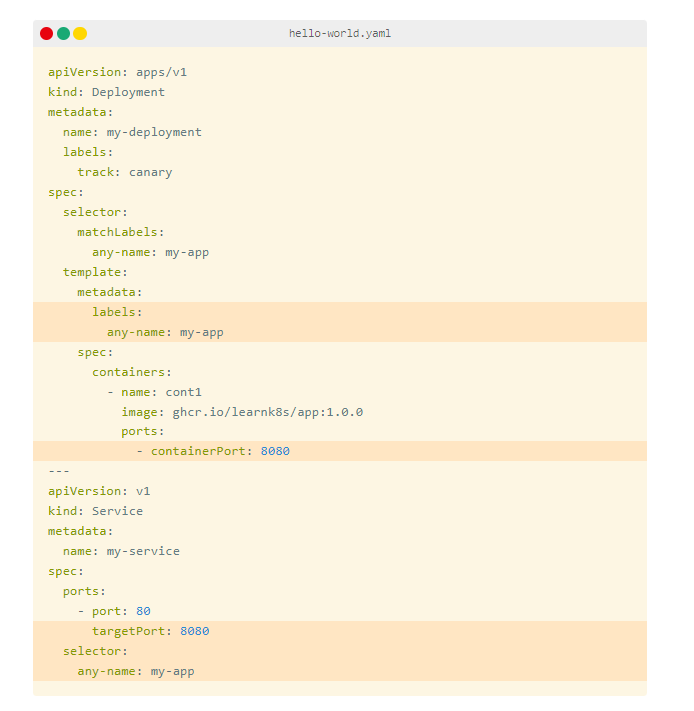 hello-world.yaml
apiVersion: apps/v1
kind: Deployment
metadata:
  name: my-deployment
  labels:
    track: canary
spec:
  selector:
    matchLabels:
      any-name: my-app
  template:
    metadata:
      labels:
        any-name: my-app
    spec:
      containers:
        - name: cont1
          image: ghcr.io/learnk8s/app:1.0.0
          ports:
            - containerPort: 8080
---
apiVersion: v1
kind: Service
metadata:
  name: my-service
spec:
  ports:
    - port: 80
      targetPort: 8080
  selector:
    any-name: my-app